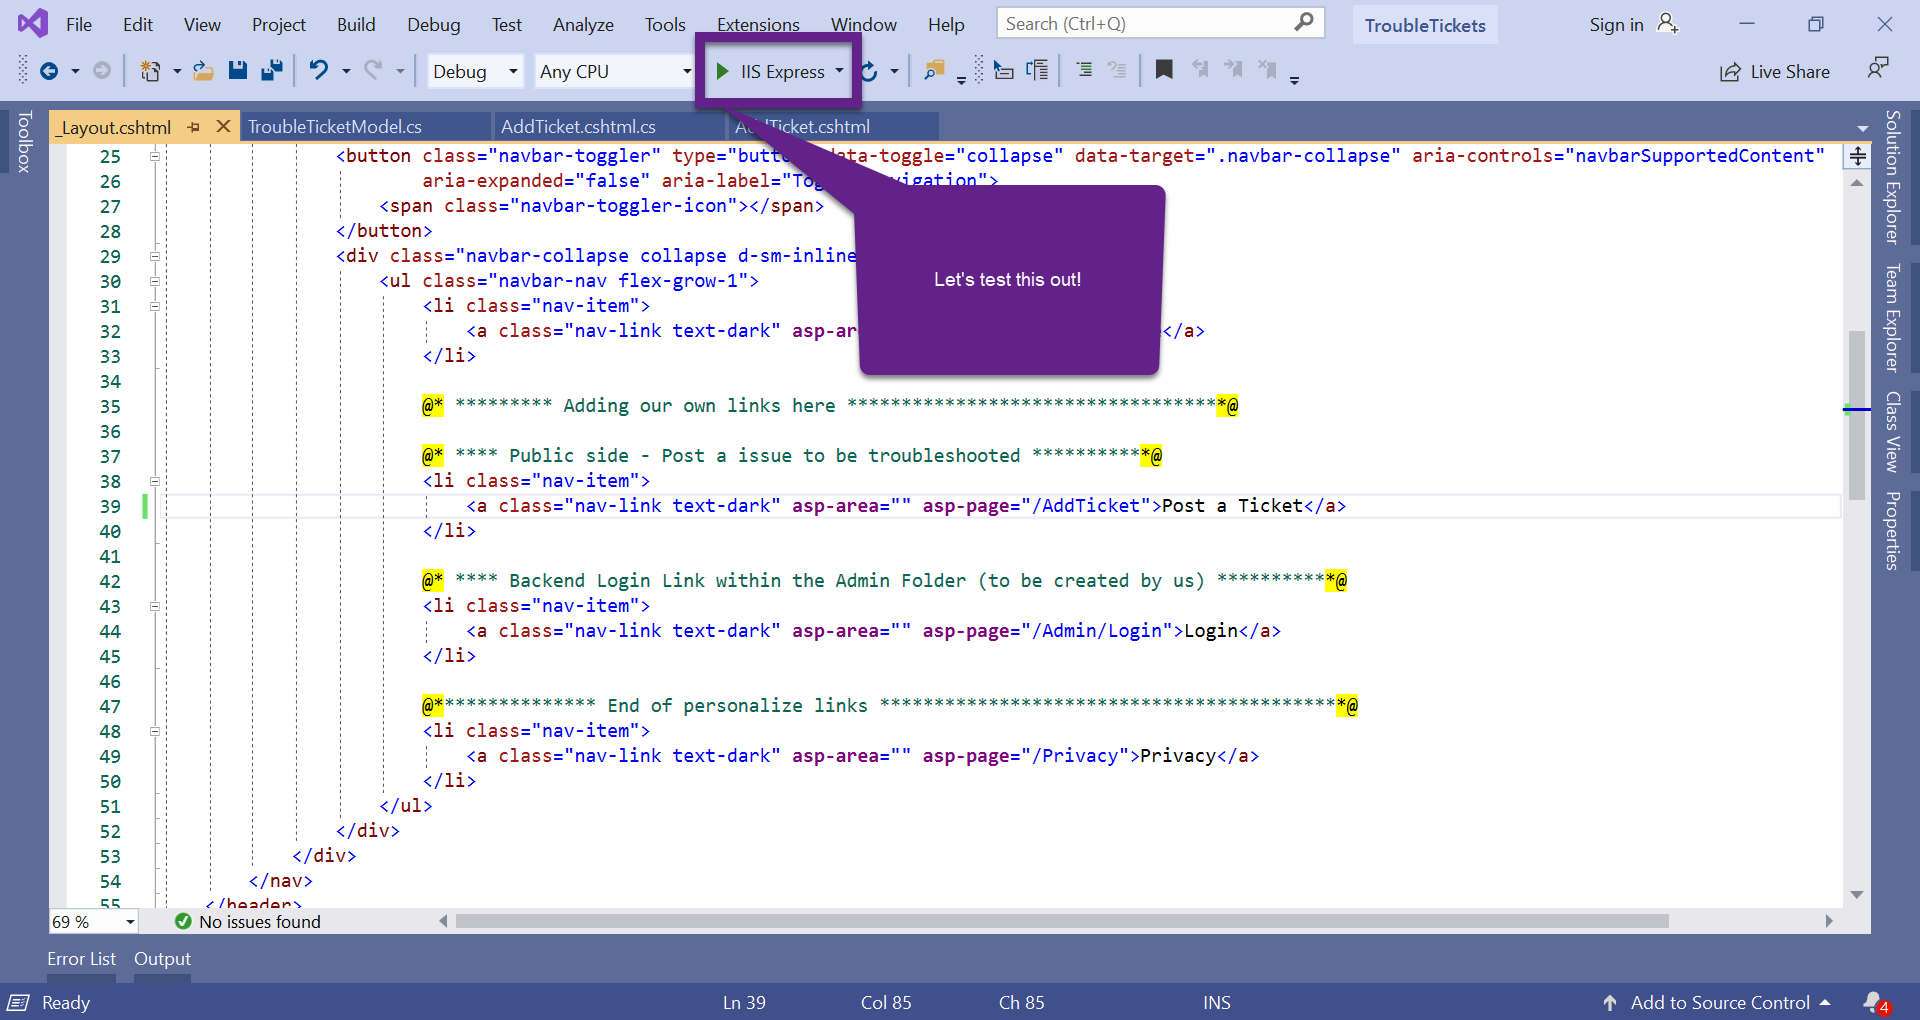 File Edit View Project Build Debug Test Analyze Tools Extensions Window Help Search (Ctrl+Q) TroubleTickets Sign in
Debug Any CPU IIS Express Live Share
Toolbox
_Layout.cshtml TroubleTicketModel.cs AddTicket.cshtml.cs AddTicket.cshtml
25 <button class="navbar-toggler" type="button" data-toggle="collapse" data-target=".navbar-collapse" aria-controls="navbarSupportedContent"
26 aria-expanded="false" aria-label="Toggle navigation">
27 <span class="navbar-toggler-icon"></span>
28 </button>
29 <div class="navbar-collapse collapse d-sm-inline
30 <ul class="navbar-nav flex-grow-1">
31 <li class="nav-item">
32 <a class="nav-link text-dark" asp-ar </a>
33 </li>
34
35 @* ********* Adding our own links here ***********************************@
36
37 @* **** Public side - Post a issue to be troubleshooted ***********@
38 <li class="nav-item">
39 <a class="nav-link text-dark" asp-area="" asp-page="/AddTicket">Post a Ticket</a>
40 </li>
41
42 @* **** Backend Login Link within the Admin Folder (to be created by us) ***********@
43 <li class="nav-item">
44 <a class="nav-link text-dark" asp-area="" asp-page="/Admin/Login">Login</a>
45 </li>
46
47 @*************** End of personalize links *******************************************@
48 <li class="nav-item">
49 <a class="nav-link text-dark" asp-area="" asp-page="/Privacy">Privacy</a>
50 </li>
51 </ul>
52 </div>
53 </div>
54 </nav>
55 </header>
Let's test this out!
Solution Explorer
Team Explorer
Class View
Properties
69 % No issues found
Error List Output
Ready Ln 39 Col 85 Ch 85 INS Add to Source Control 4